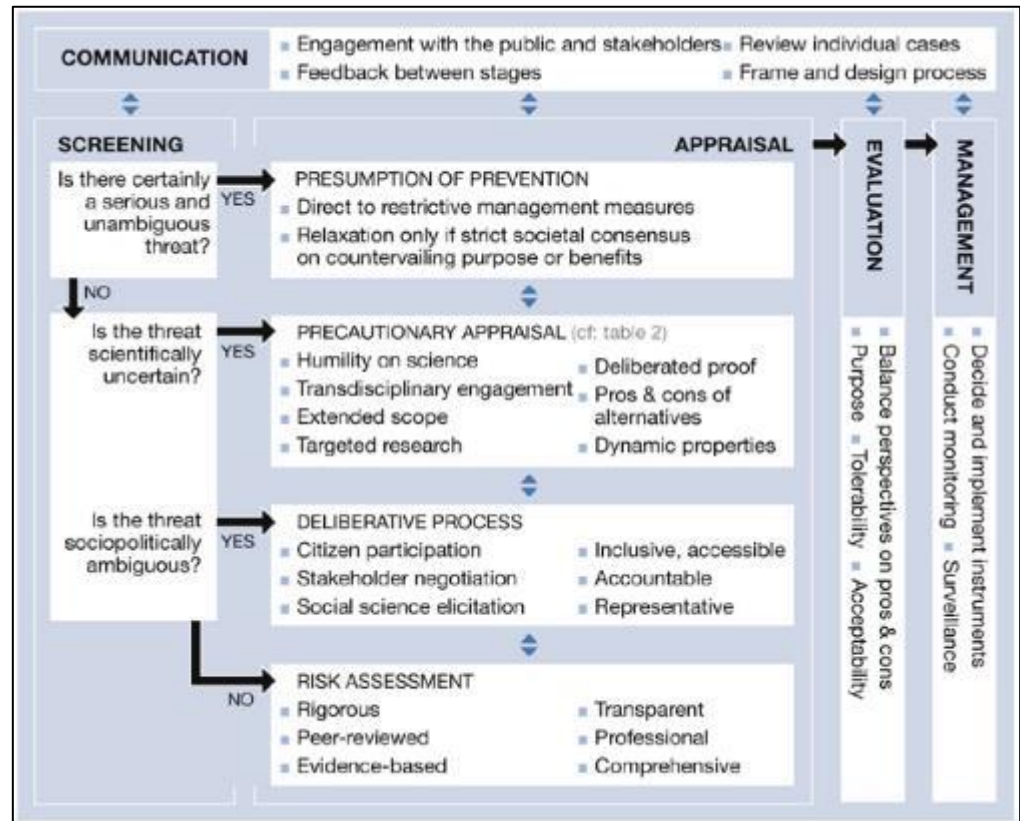 COMMUNICATION
▪ Engagement with the public and stakeholders ▪ Review individual cases
▪ Feedback between stages ▪ Frame and design process
SCREENING
Is there certainly
a serious and
unambiguous
threat?
YES
NO
Is the threat
scientifically
uncertain?
YES
Is the threat
sociopolitically
ambiguous?
YES
NO
APPRAISAL
PRESUMPTION OF PREVENTION
▪ Direct to restrictive management measures
▪ Relaxation only if strict societal consensus
on countervailing purpose or benefits
PRECAUTIONARY APPRAISAL (cf: table 2)
▪ Humility on science
▪ Transdisciplinary engagement
▪ Extended scope
▪ Targeted research
▪ Deliberated proof
▪ Pros & cons of
alternatives
▪ Dynamic properties
DELIBERATIVE PROCESS
▪ Citizen participation
▪ Stakeholder negotiation
▪ Social science elicitation
▪ Inclusive, accessible
▪ Accountable
▪ Representative
RISK ASSESSMENT
▪ Rigorous
▪ Peer-reviewed
▪ Evidence-based
▪ Transparent
▪ Professional
▪ Comprehensive
EVALUATION
▪ Balance perspectives on pros & cons
▪ Purpose ▪ Tolerability ▪ Acceptability
MANAGEMENT
▪ Decide and implement instruments
▪ Conduct monitoring ▪ Surveillance